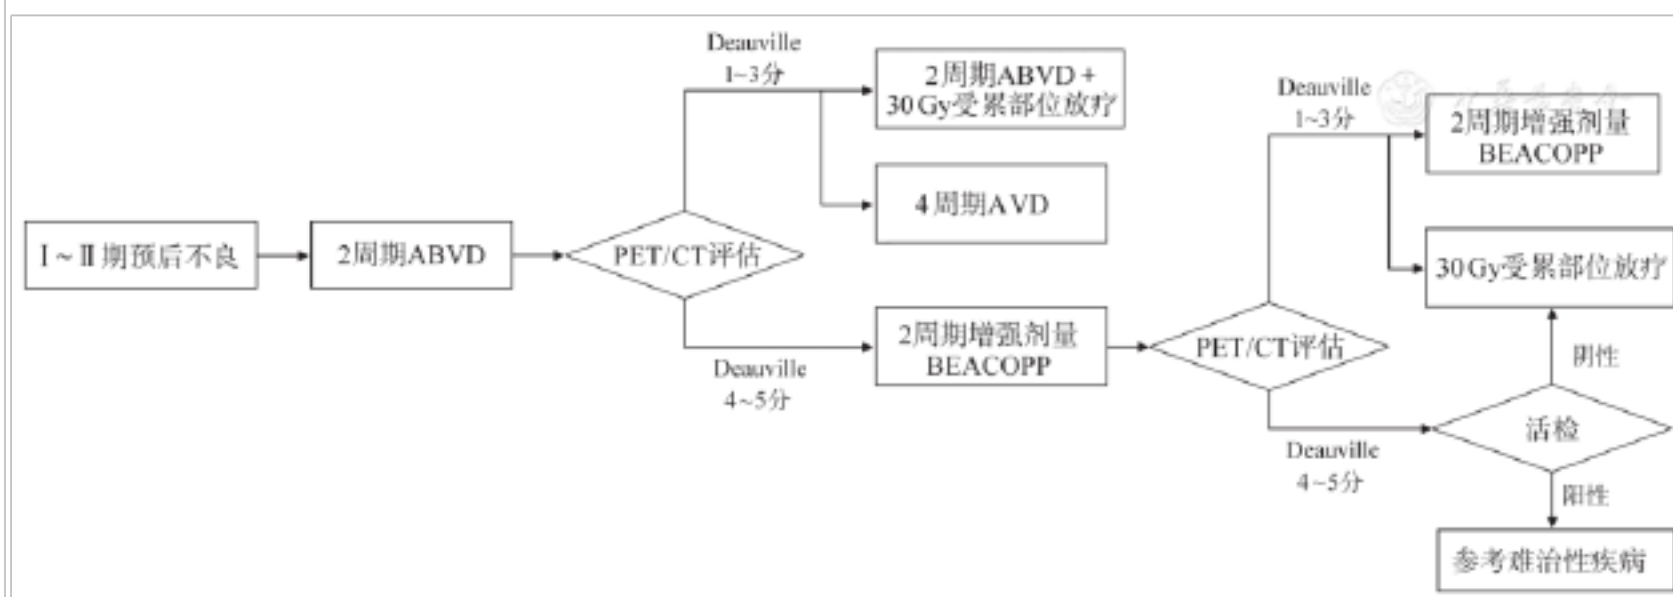 Ⅰ~Ⅱ期预后不良
2周期ABVD
PET/CT评估
Deauville
1~3分
2周期ABVD +
30 Gy受累部位放疗
4周期AVD
Deauville
4~5分
2周期增强剂量
BEACOPP
PET/CT评估
Deauville
1~3分
2周期增强剂量
BEACOPP
30 Gy受累部位放疗
Deauville
4~5分
活检
阴性
阳性
参考难治性疾病